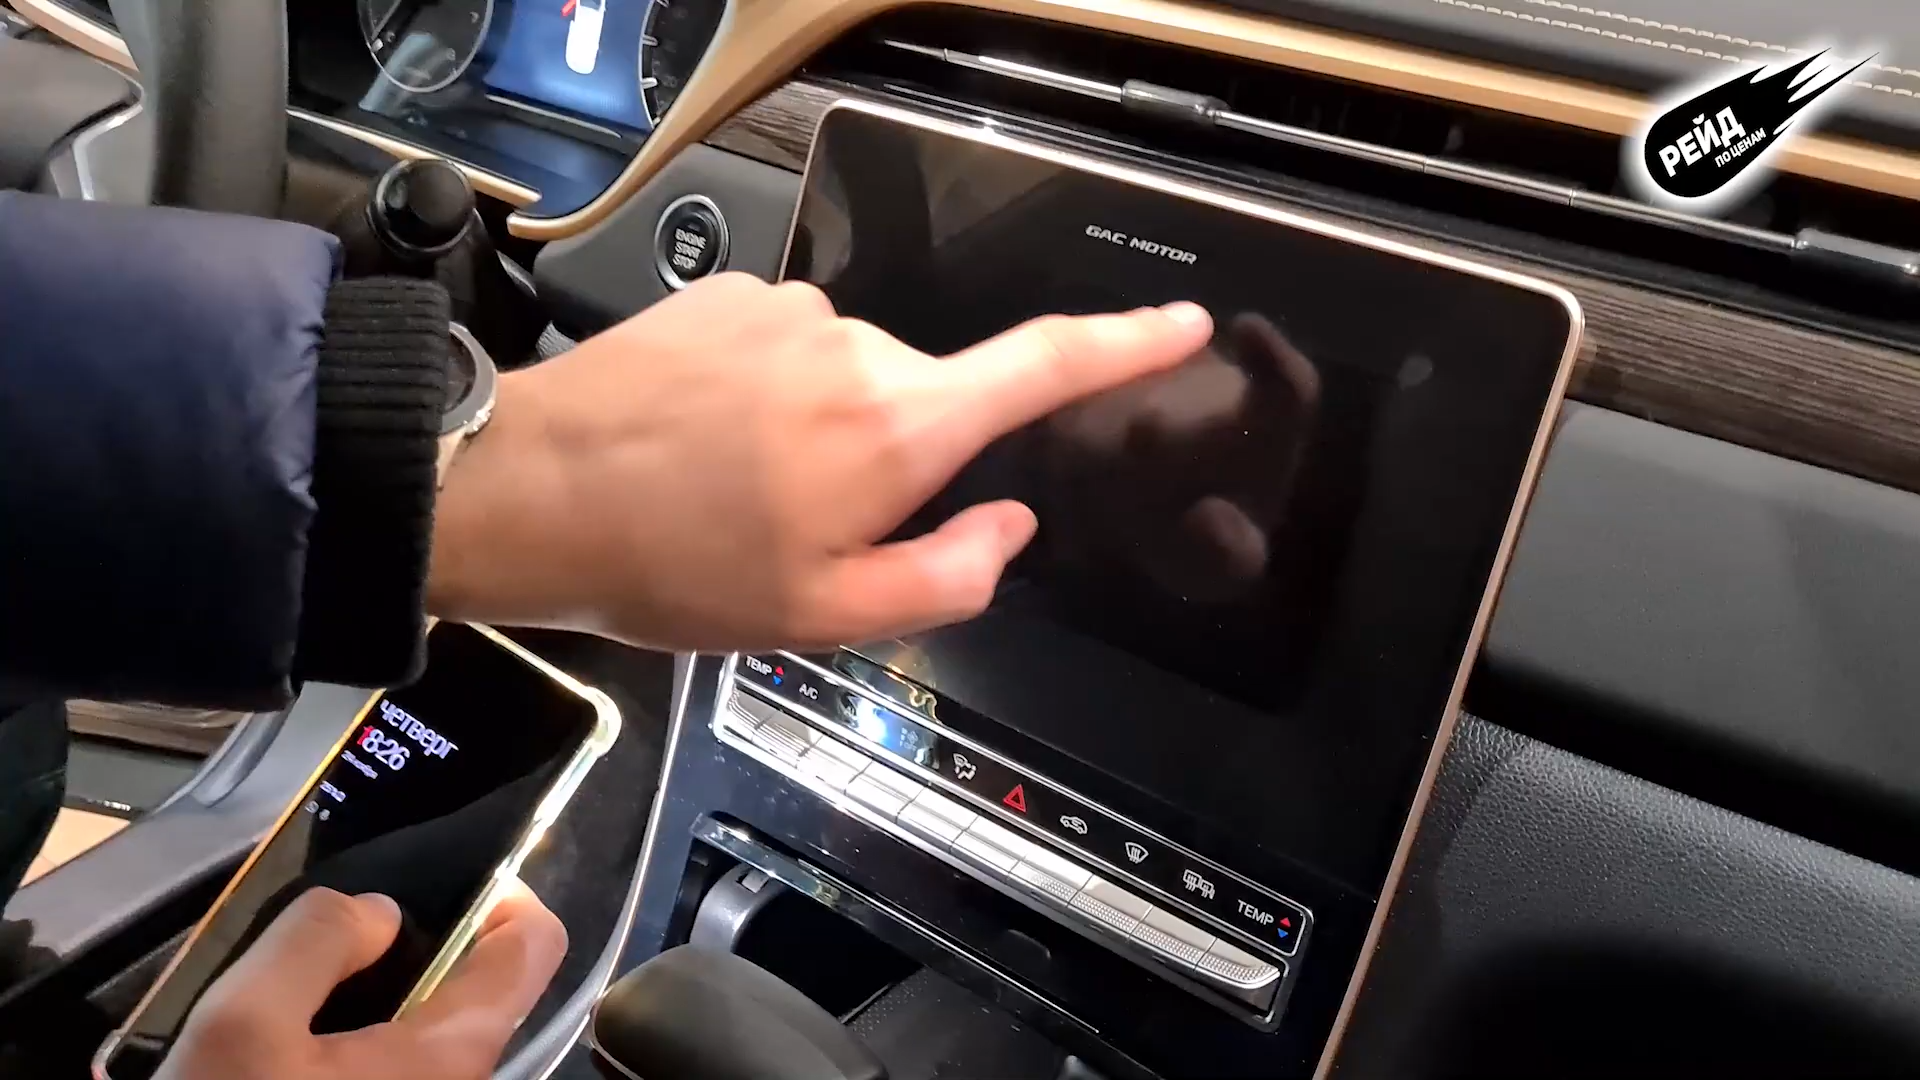 РЕЙД
ПО ЦЕНАМ
ENGINE
START
STOP
GAC MOTOR
TEMP
A/C
TEMP
четверг
18:26